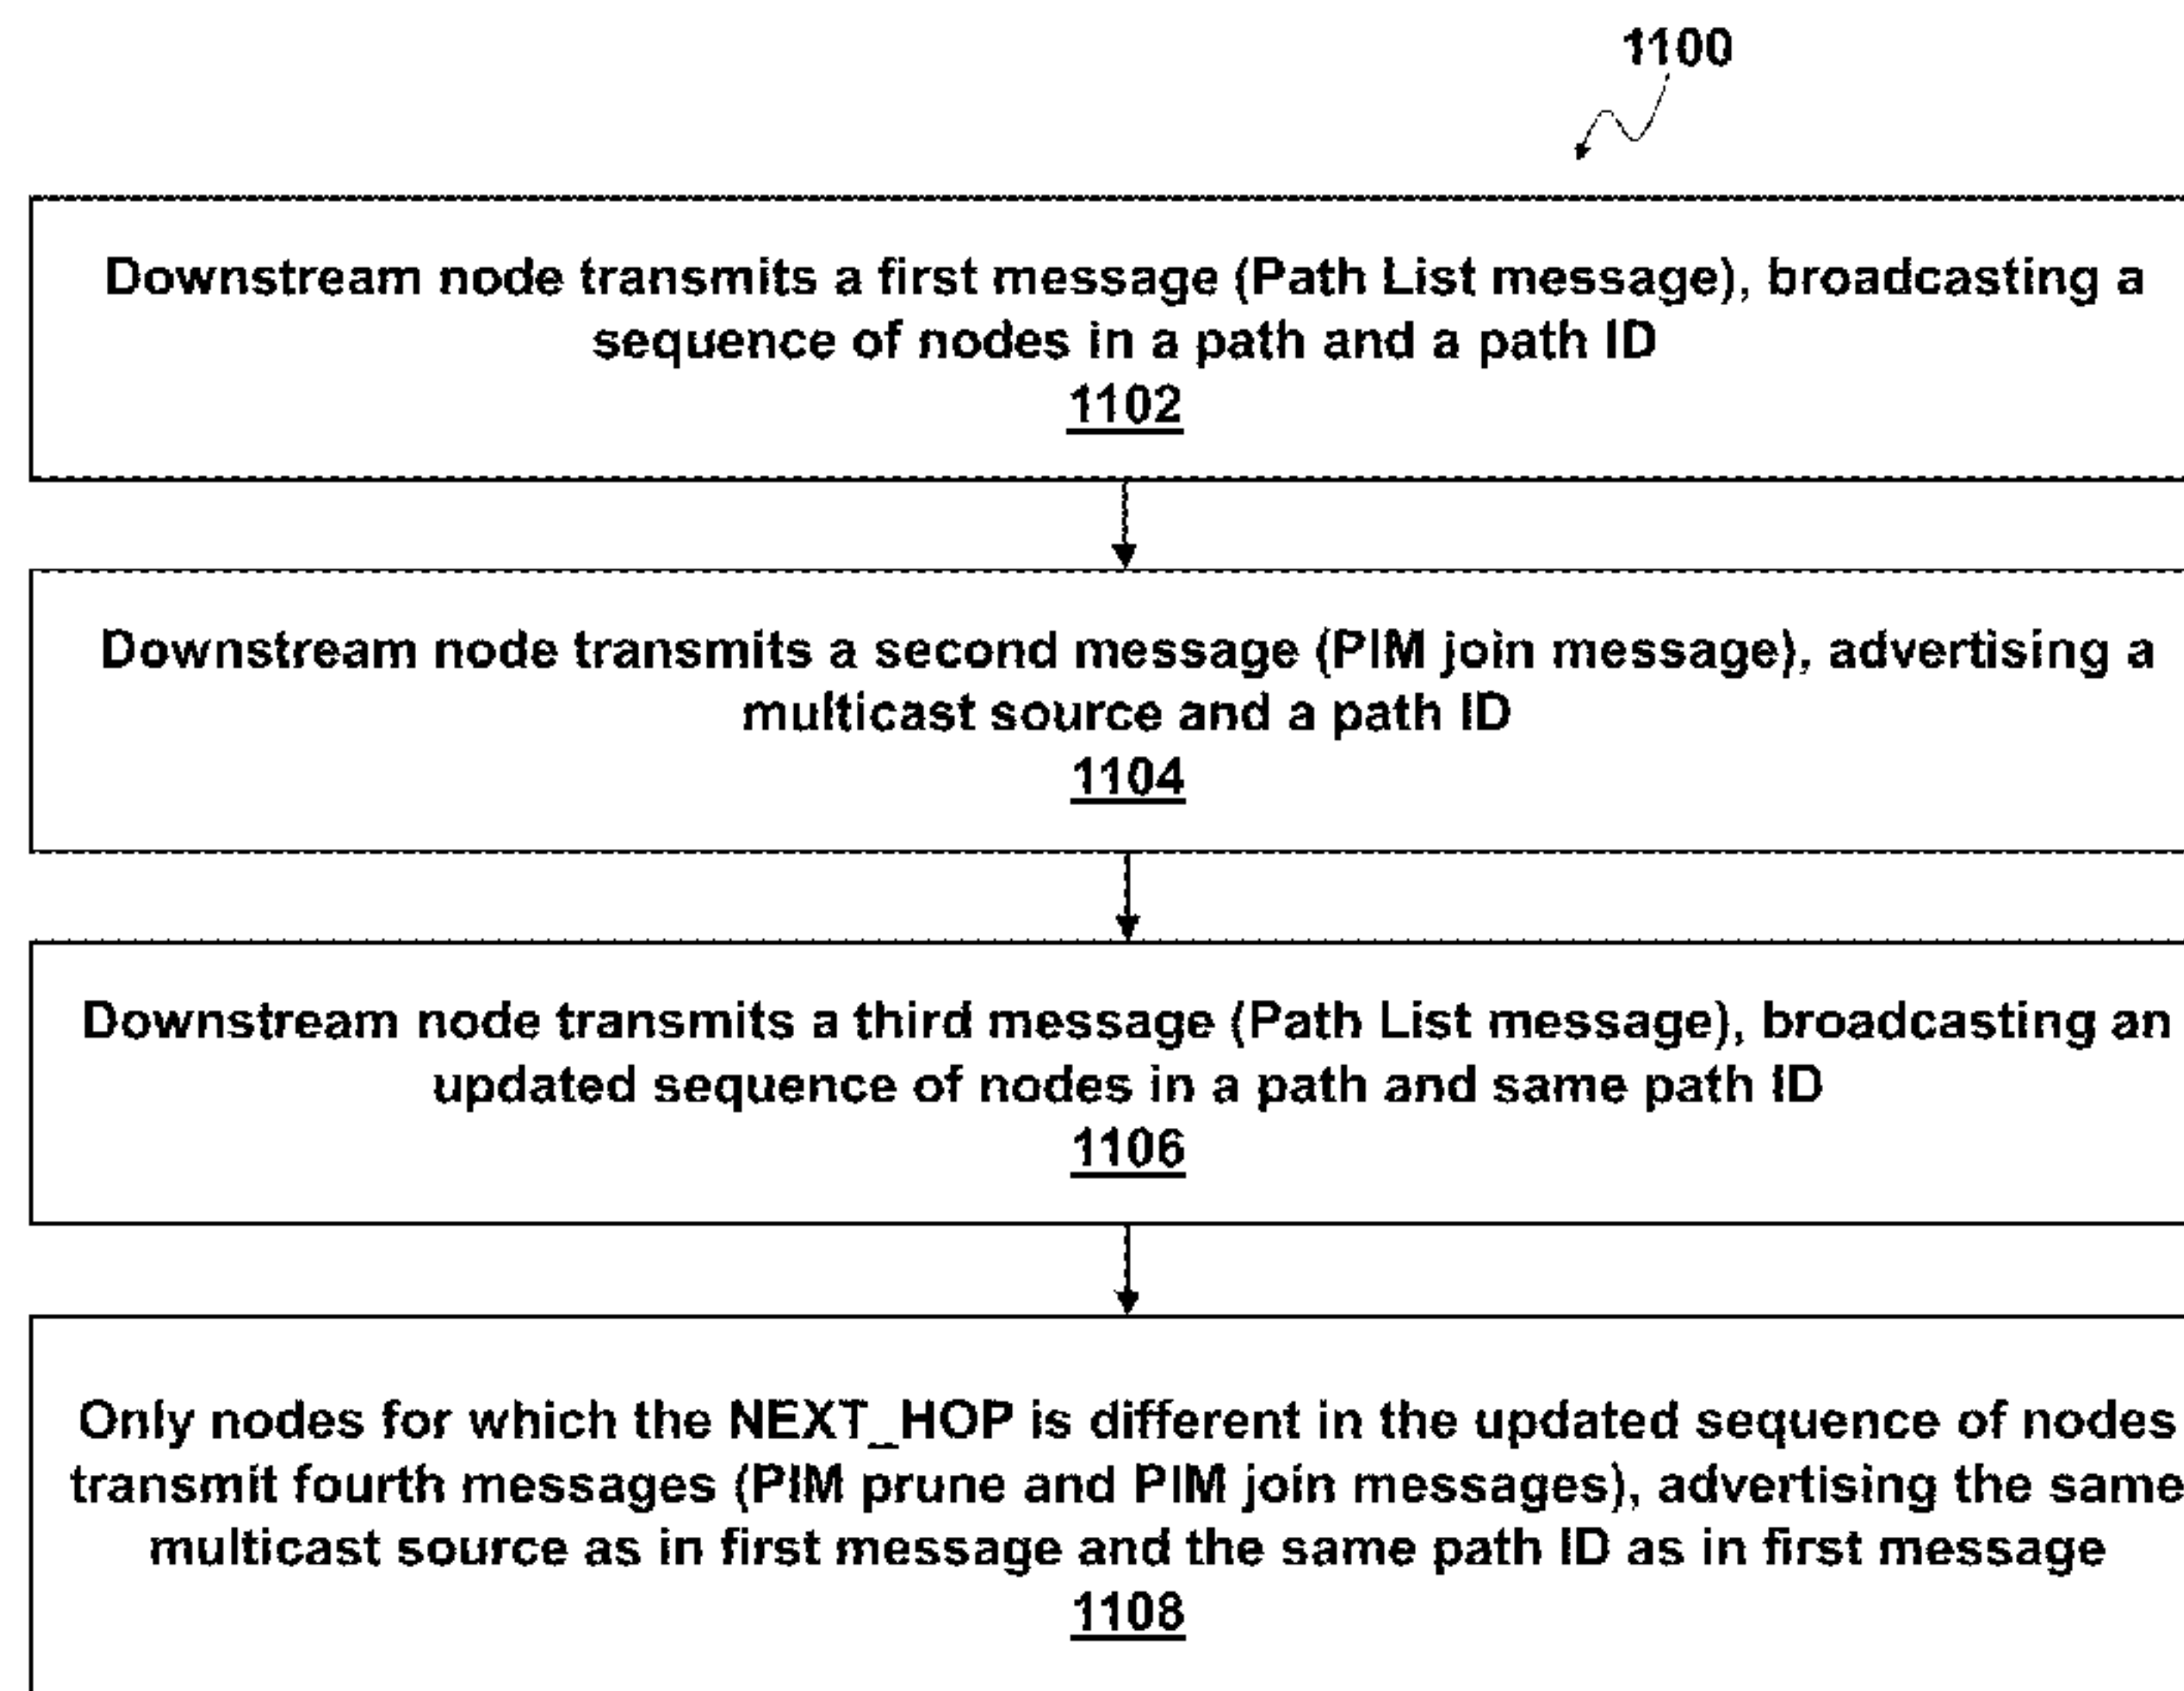 1100
Downstream node transmits a first message (Path List message), broadcasting a
sequence of nodes in a path and a path ID
1102
Downstream node transmits a second message (PIM join message), advertising a
multicast source and a path ID
1104
Downstream node transmits a third message (Path List message), broadcasting an
updated sequence of nodes in a path and same path ID
1106
Only nodes for which the NEXT_HOP is different in the updated sequence of nodes
transmit fourth messages (PIM prune and PIM join messages), advertising the same
multicast source as in first message and the same path ID as in first message
1108